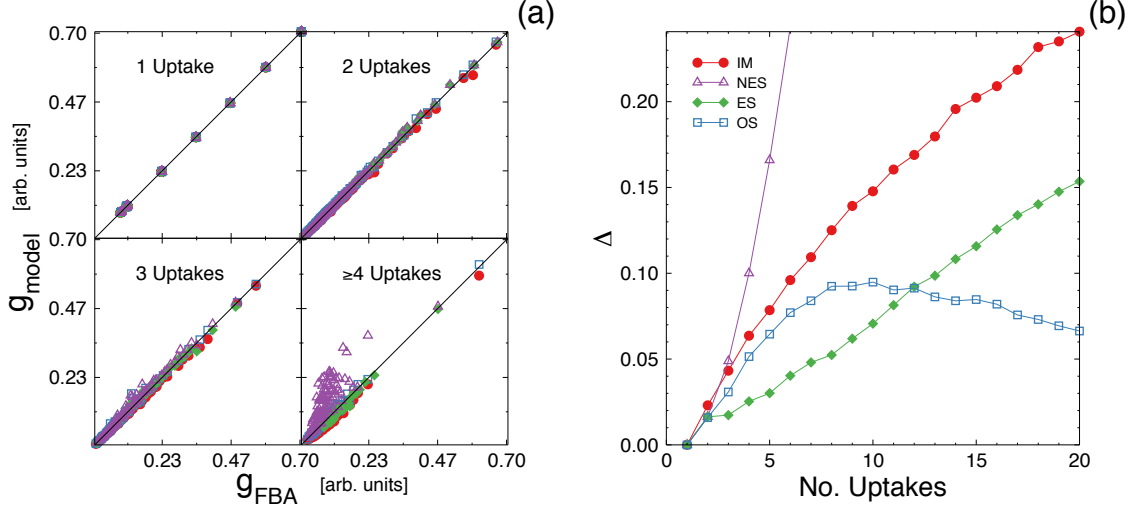 (a)
0.70
0.47
0.23
0.70
0.47
0.23
g_model [arb. units]
1 Uptake
2 Uptakes
3 Uptakes
≥4 Uptakes
0.23
0.47
0.70
0.23
0.47
0.70
g_FBA [arb. units]
(b)
IM
NES
ES
OS
0.20
0.15
0.10
0.05
0.00
Δ
0
5
10
15
20
No. Uptakes